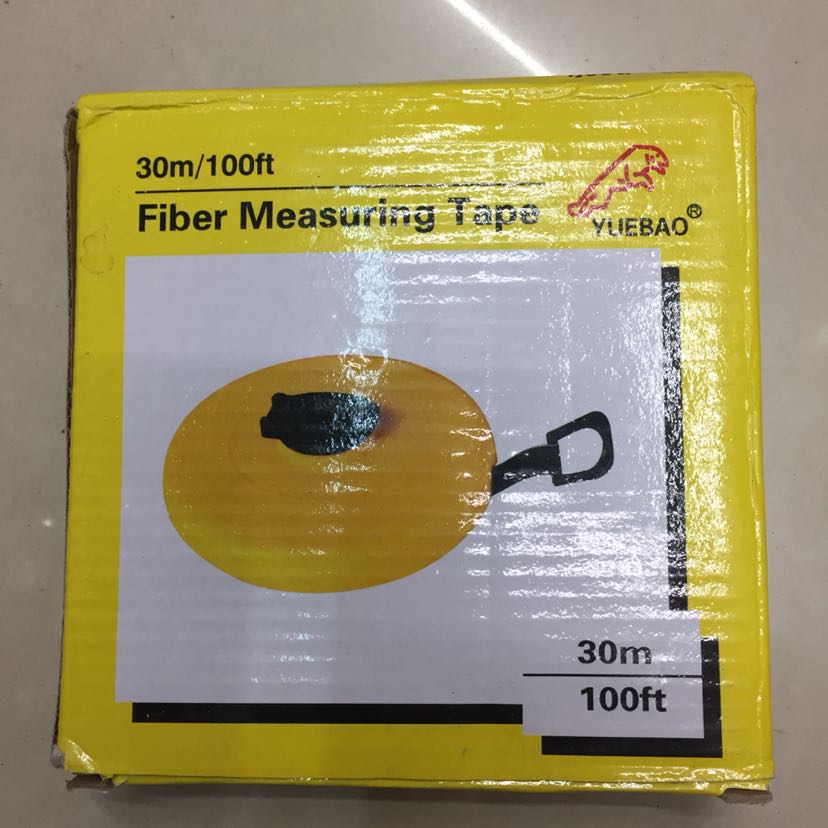 30m/100ft
Fiber Measuring Tape
YUEBAO®
30m
100ft